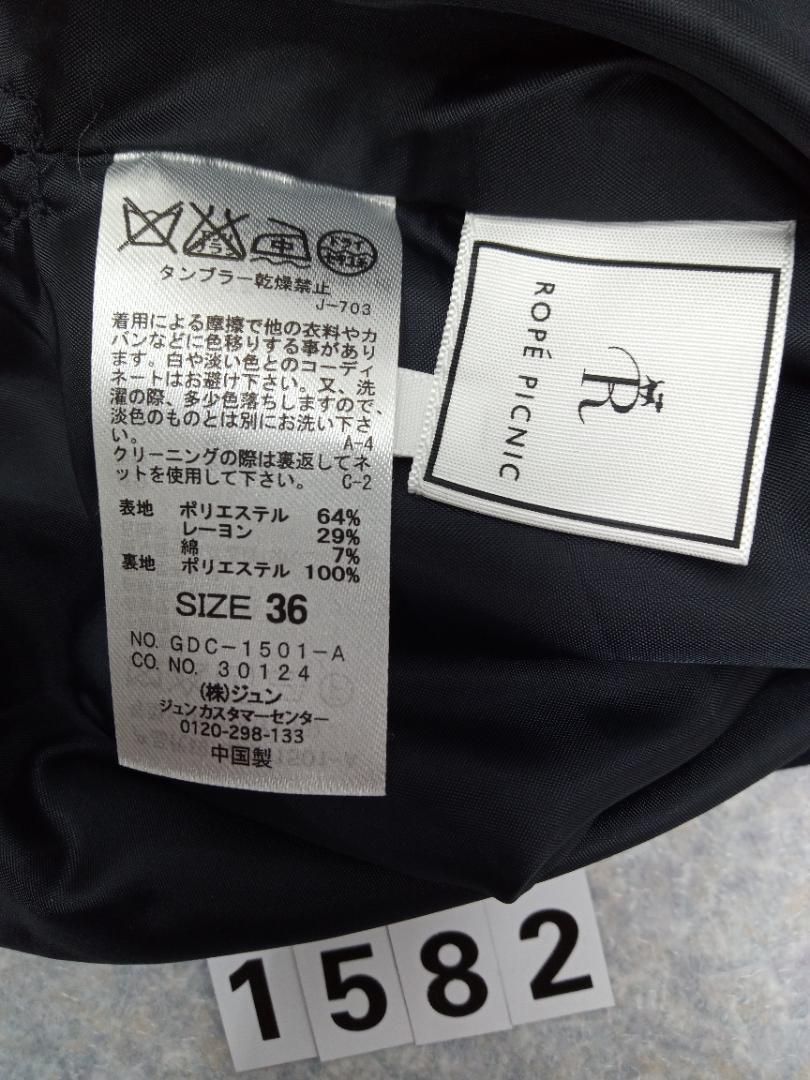 中
ドライ
タンブラー乾燥禁止
J-703
着用による摩擦で他の衣料やカ
バンなどに色移りする事があり
ます。白や淡い色とのコーディ
ネートはお避け下さい。又、洗
濯の際、多少色落ちしますので、
淡色のものとは別にお洗い下さ
い。 A-4
クリーニングの際は裏返してネ
ットを使用して下さい。 C-2
表地 ポリエステル 64%
レーヨン 29%
綿 7%
裏地 ポリエステル 100%
SIZE 36
NO. GDC-1501-A
CO. NO. 30124
(株)ジュン
ジュンカスタマーセンター
0120-298-133
中国製
R
ROPÉ PICNIC
1582